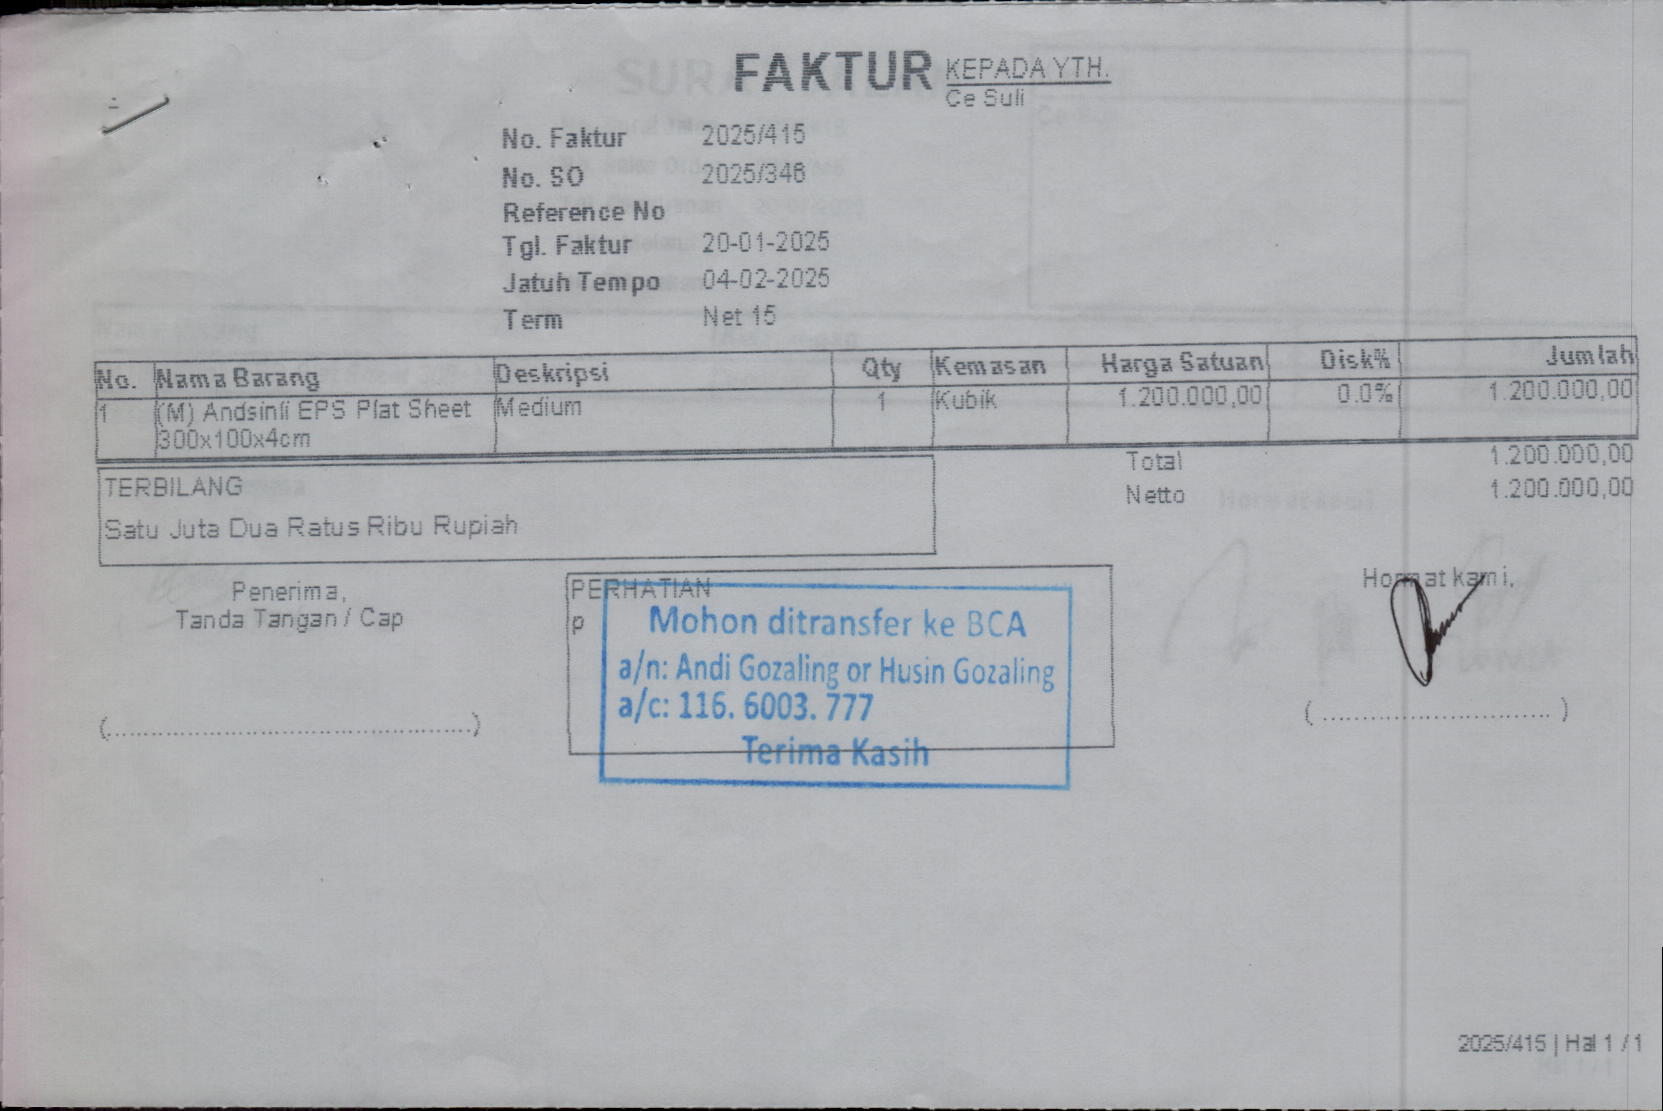 FAKTUR
KEPADA YTH.
Ce Suli
No. Faktur 2025/415
No. SO 2025/346
Reference No
Tgl. Faktur 20-01-2025
Jatuh Tempo 04-02-2025
Term Net 15
No. Nama Barang Deskripsi Qty Kemasan Harga Satuan Disk% Jumlah
1 (M) Andsinli EPS Plat Sheet Medium 1 Kubik 1.200.000,00 0.0% 1.200.000,00
300x100x4cm
Total 1.200.000,00
Netto 1.200.000,00
TERBILANG
Satu Juta Dua Ratus Ribu Rupiah
Penerima,
Tanda Tangan / Cap
(................................................)
PERHATIAN
p
Mohon ditransfer ke BCA
a/n: Andi Gozaling or Husin Gozaling
a/c: 116. 6003. 777
Terima Kasih
Hormat kami,
( ............................ )
2025/415 | Hal 1 / 1